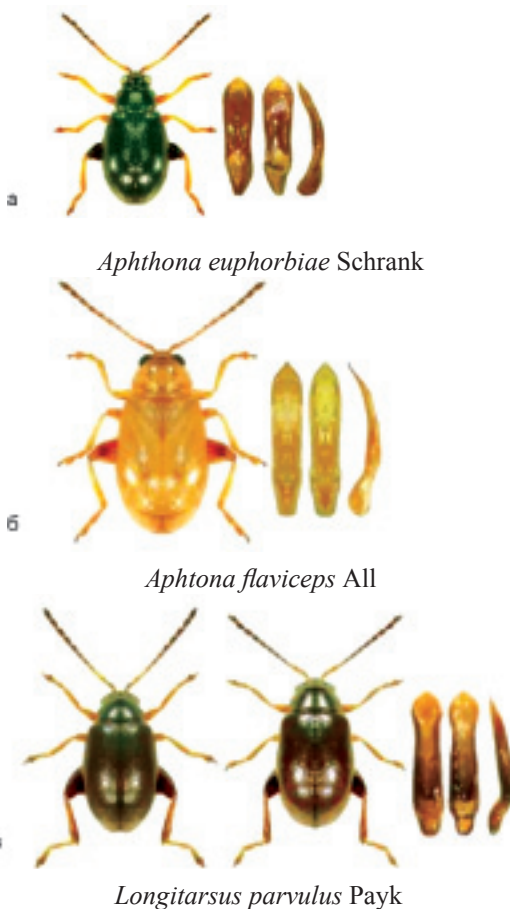 а
Aphthona euphorbiae Schrank
б
Aphtona flaviceps All
Longitarsus parvulus Payk